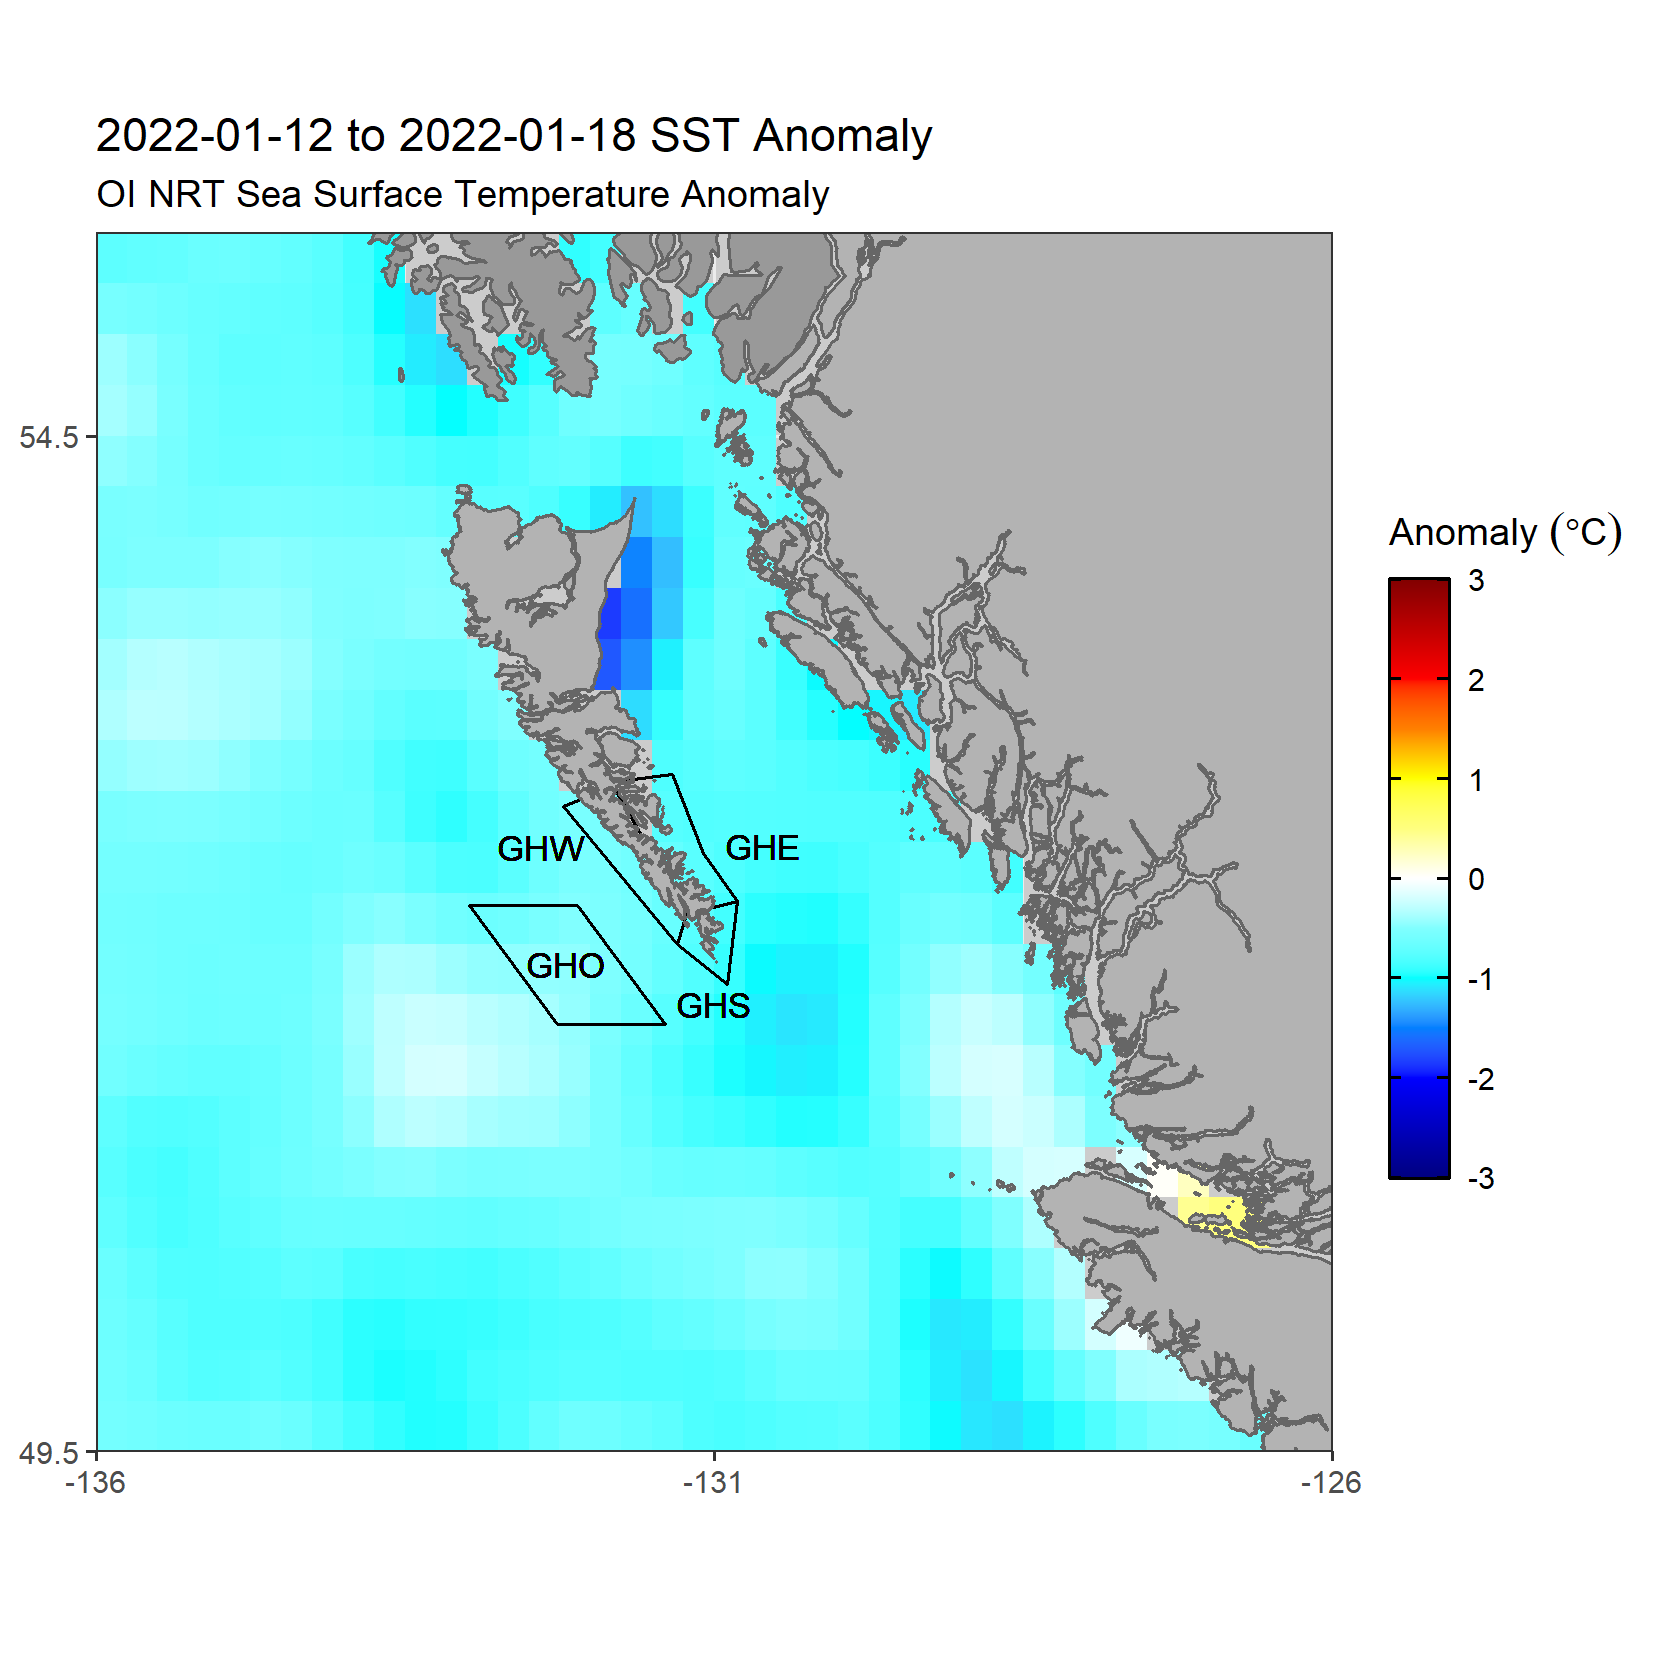 2022-01-12 to 2022-01-18 SST Anomaly
OI NRT Sea Surface Temperature Anomaly
54.5
49.5
-136
-131
-126
GHW
GHE
GHO
GHS
Anomaly (°C)
3
2
1
0
-1
-2
-3